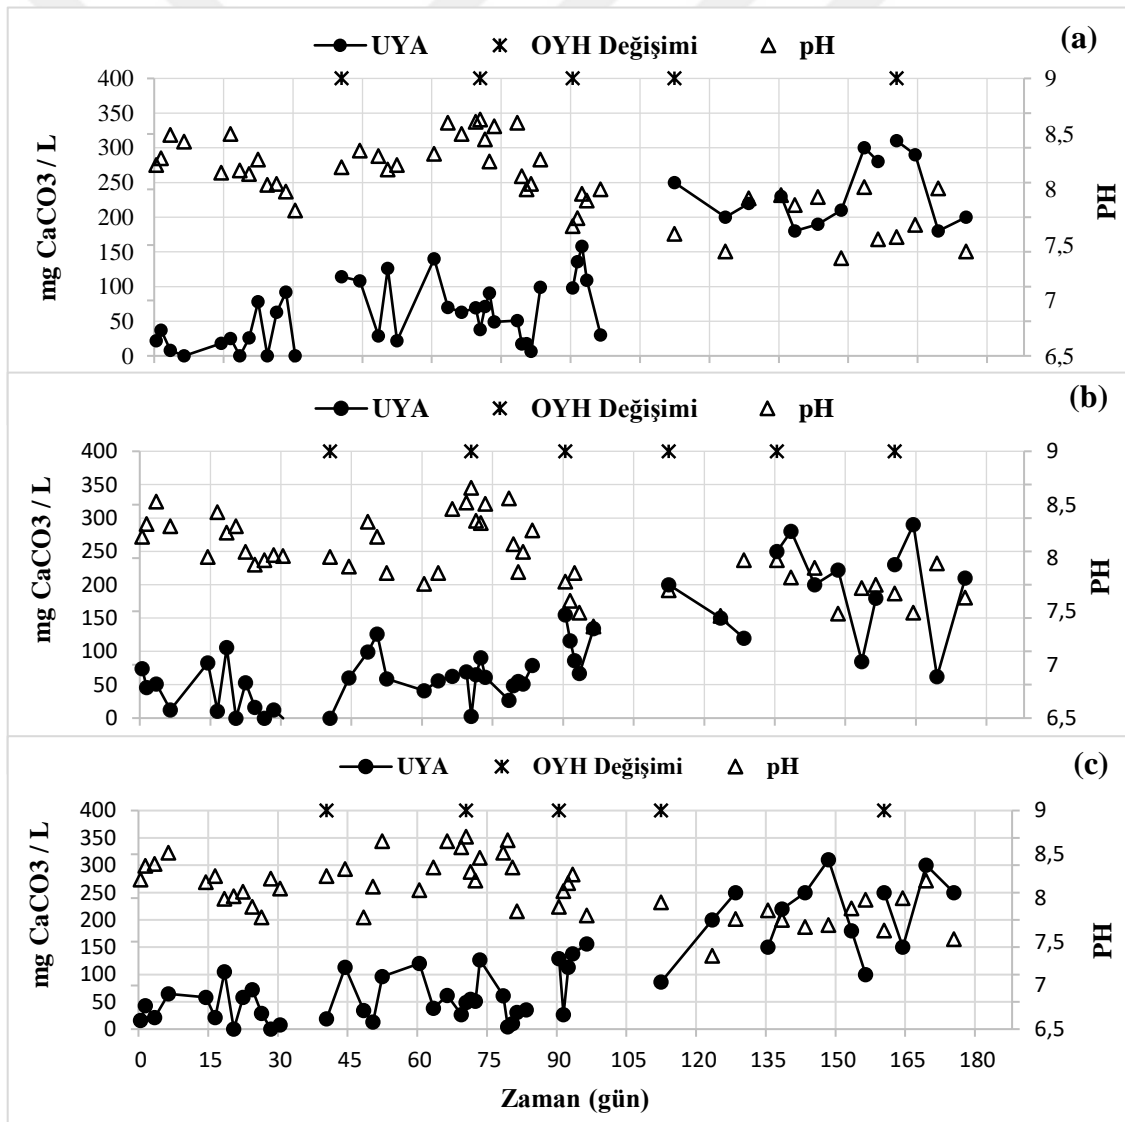 UYA OYH Değişimi pH (a)
400 9
350 8,5
300
250 8
200 7,5
150
100 7
50
0 6,5
mg CaCO3 / L
PH
UYA OYH Değişimi pH (b)
400 9
350 8,5
300
250 8
200 7,5
150
100 7
50
0 6,5
mg CaCO3 / L
PH
UYA OYH Değişimi pH (c)
400 9
350 8,5
300
250 8
200 7,5
150
100 7
50
0 6,5
mg CaCO3 / L
PH
0 15 30 45 60 75 90 105 120 135 150 165 180
Zaman (gün)